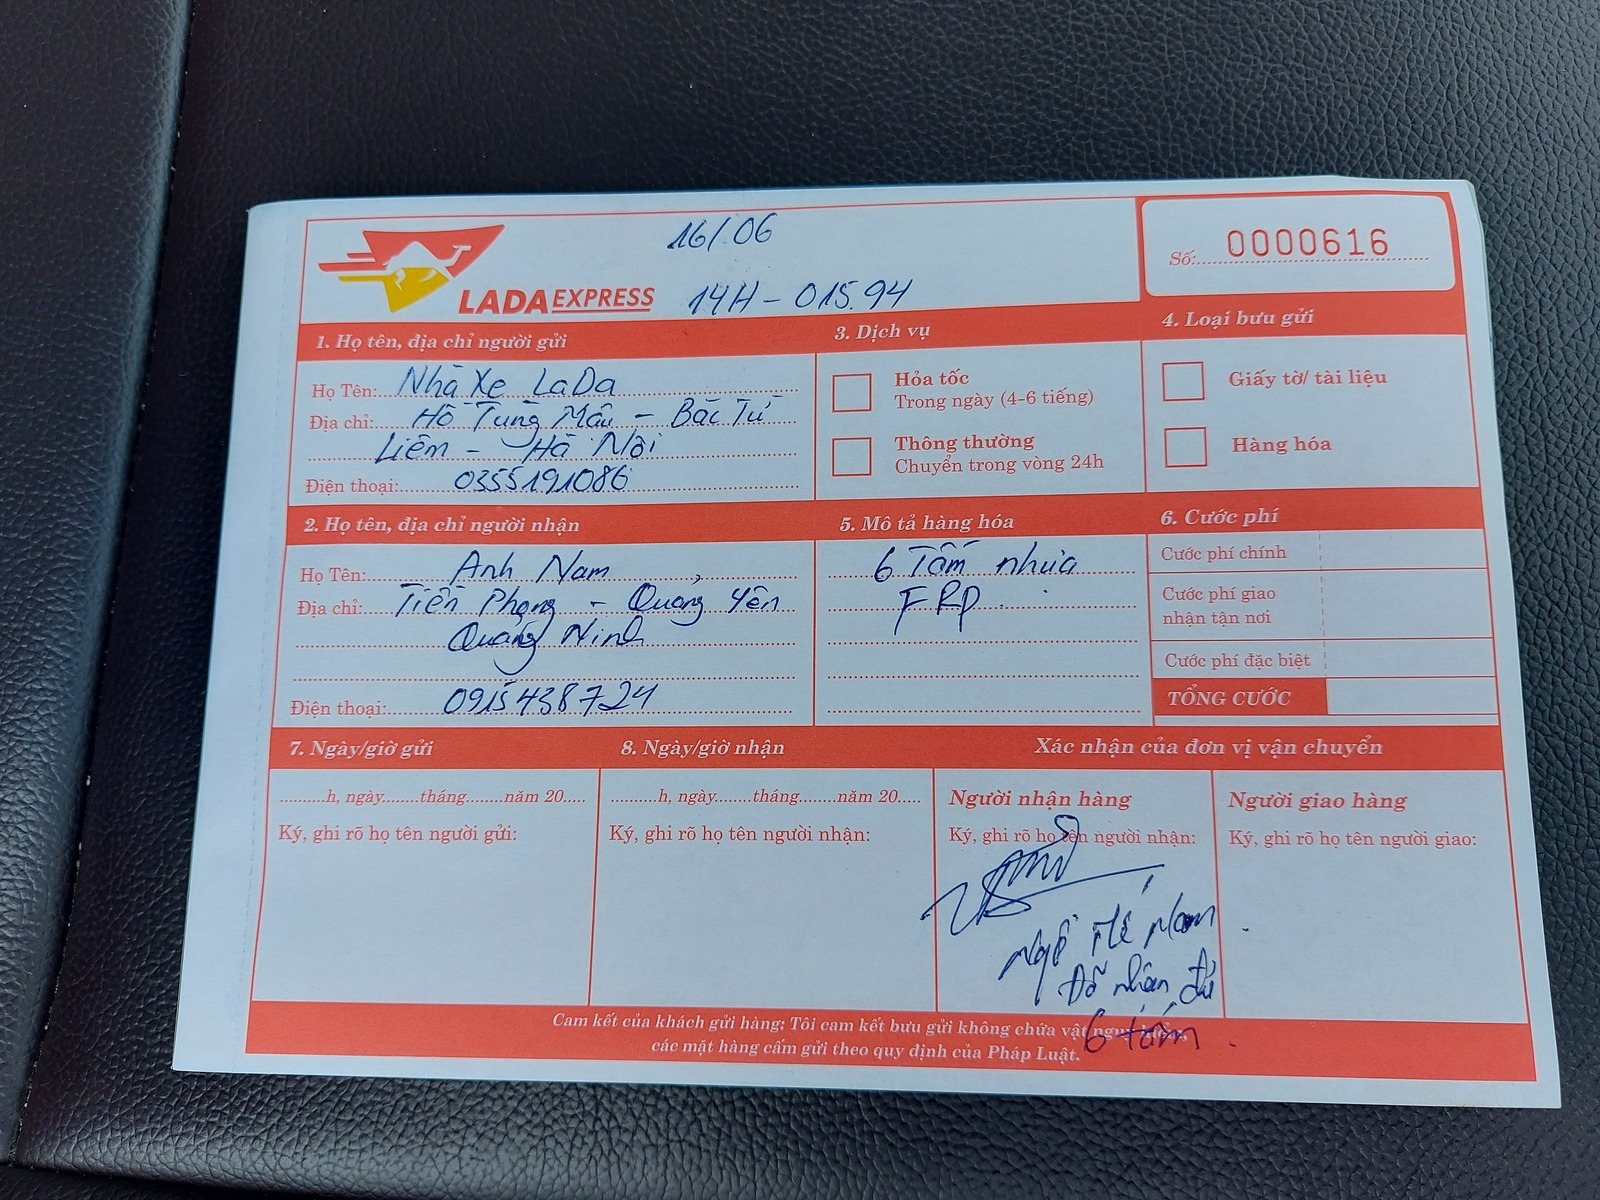 16/06
LADA EXPRESS
14H - 015.94
Số: 0000616
1. Họ tên, địa chỉ người gửi
Họ Tên: Nhà Xe LaDa
Địa chỉ: Hồ Tùng Mậu - Bắc Từ
Liêm - Hà Nội
Điện thoại: 0355191086
3. Dịch vụ
Hỏa tốc
Trong ngày (4-6 tiếng)
Thông thường
Chuyển trong vòng 24h
4. Loại bưu gửi
Giấy tờ/ tài liệu
Hàng hóa
2. Họ tên, địa chỉ người nhận
Họ Tên: Anh Nam
Địa chỉ: Tiền Phong - Quảng Yên
Quảng Ninh
Điện thoại: 0915438724
5. Mô tả hàng hóa
6 Tấm nhựa
FRP
6. Cước phí
Cước phí chính
Cước phí giao
nhận tận nơi
Cước phí đặc biệt
TỔNG CƯỚC
7. Ngày/giờ gửi
..........h, ngày.......tháng.......năm 20.....
Ký, ghi rõ họ tên người gửi:
8. Ngày/giờ nhận
..........h, ngày.......tháng.......năm 20.....
Ký, ghi rõ họ tên người nhận:
Xác nhận của đơn vị vận chuyển
Người nhận hàng
Ký, ghi rõ họ tên người nhận:
Ngô Thế Nam
Đã nhận đủ
6 tấm
Người giao hàng
Ký, ghi rõ họ tên người giao:
Cam kết của khách gửi hàng: Tôi cam kết bưu gửi không chứa vật
các mặt hàng cấm gửi theo quy định của Pháp Luật.